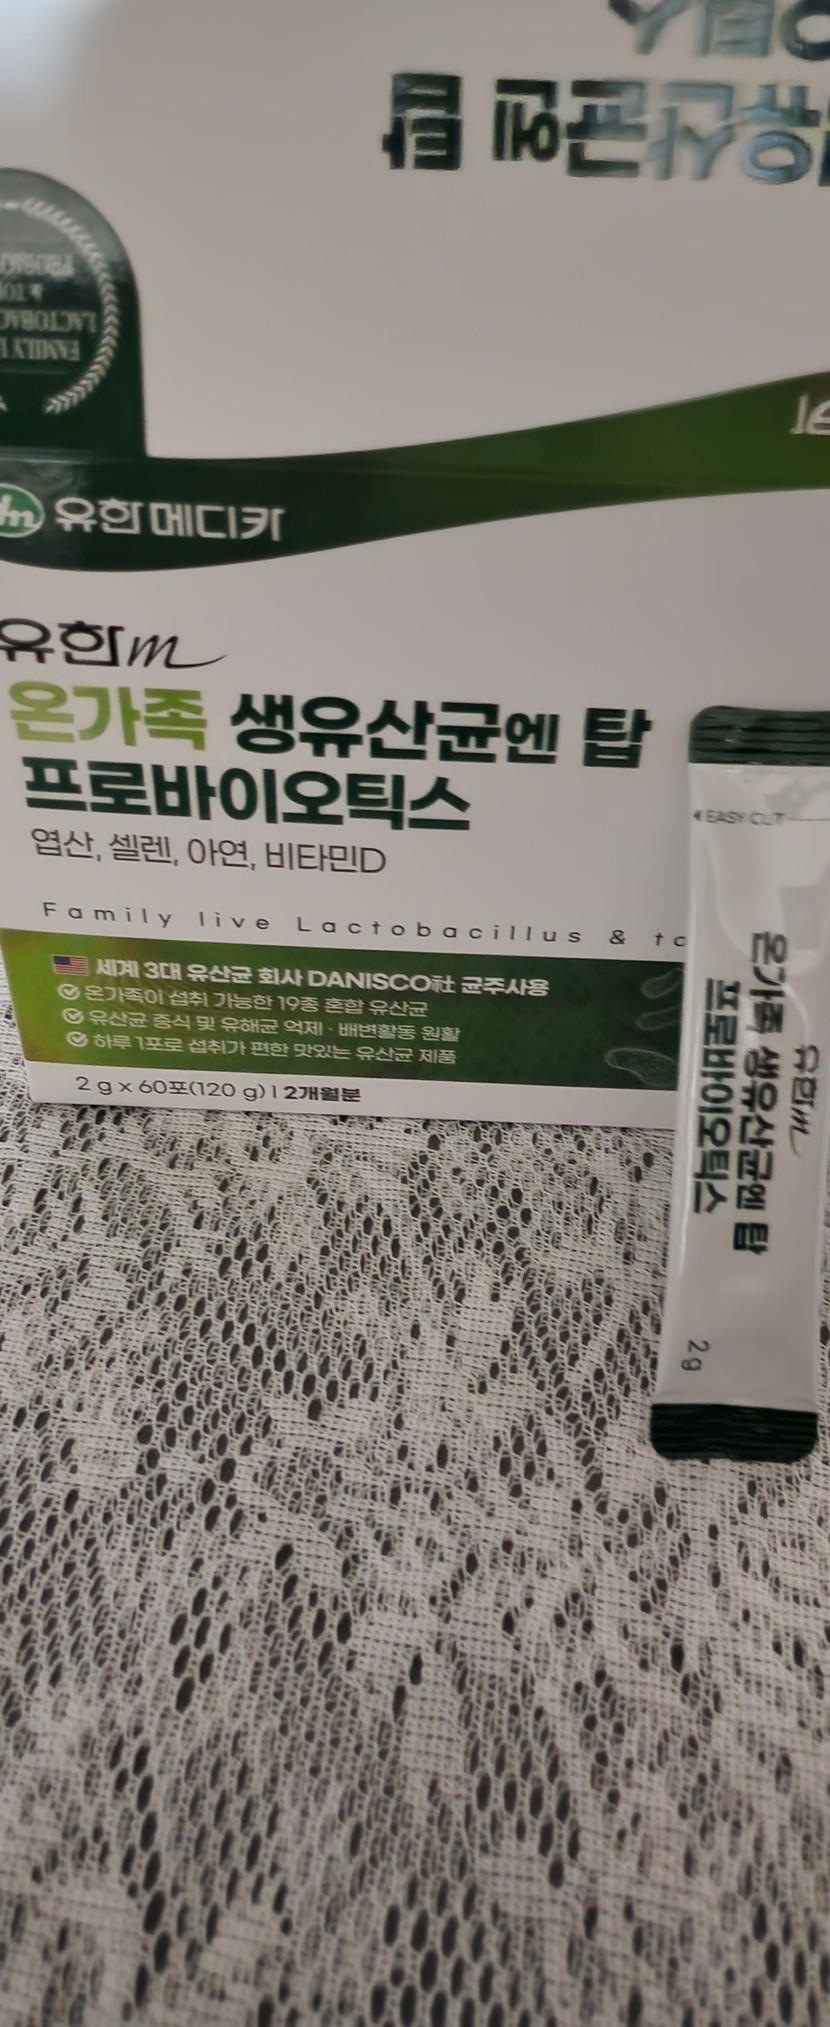 유한메디카
유한m
온가족 생유산균엔 탑
프로바이오틱스
엽산, 셀렌, 아연, 비타민D
Family live Lactobacillus &
세계 3대 유산균 회사 DANISCO社 균주사용
온가족이 섭취 가능한 19종 혼합 유산균
유산균 증식 및 유해균 억제 · 배변활동 원활
하루 1포로 섭취가 편한 맛있는 유산균 제품
2 g x 60포(120 g) | 2개월분
EASY CUT
유한m
온가족 생유산균엔 탑
프로바이오틱스
2g